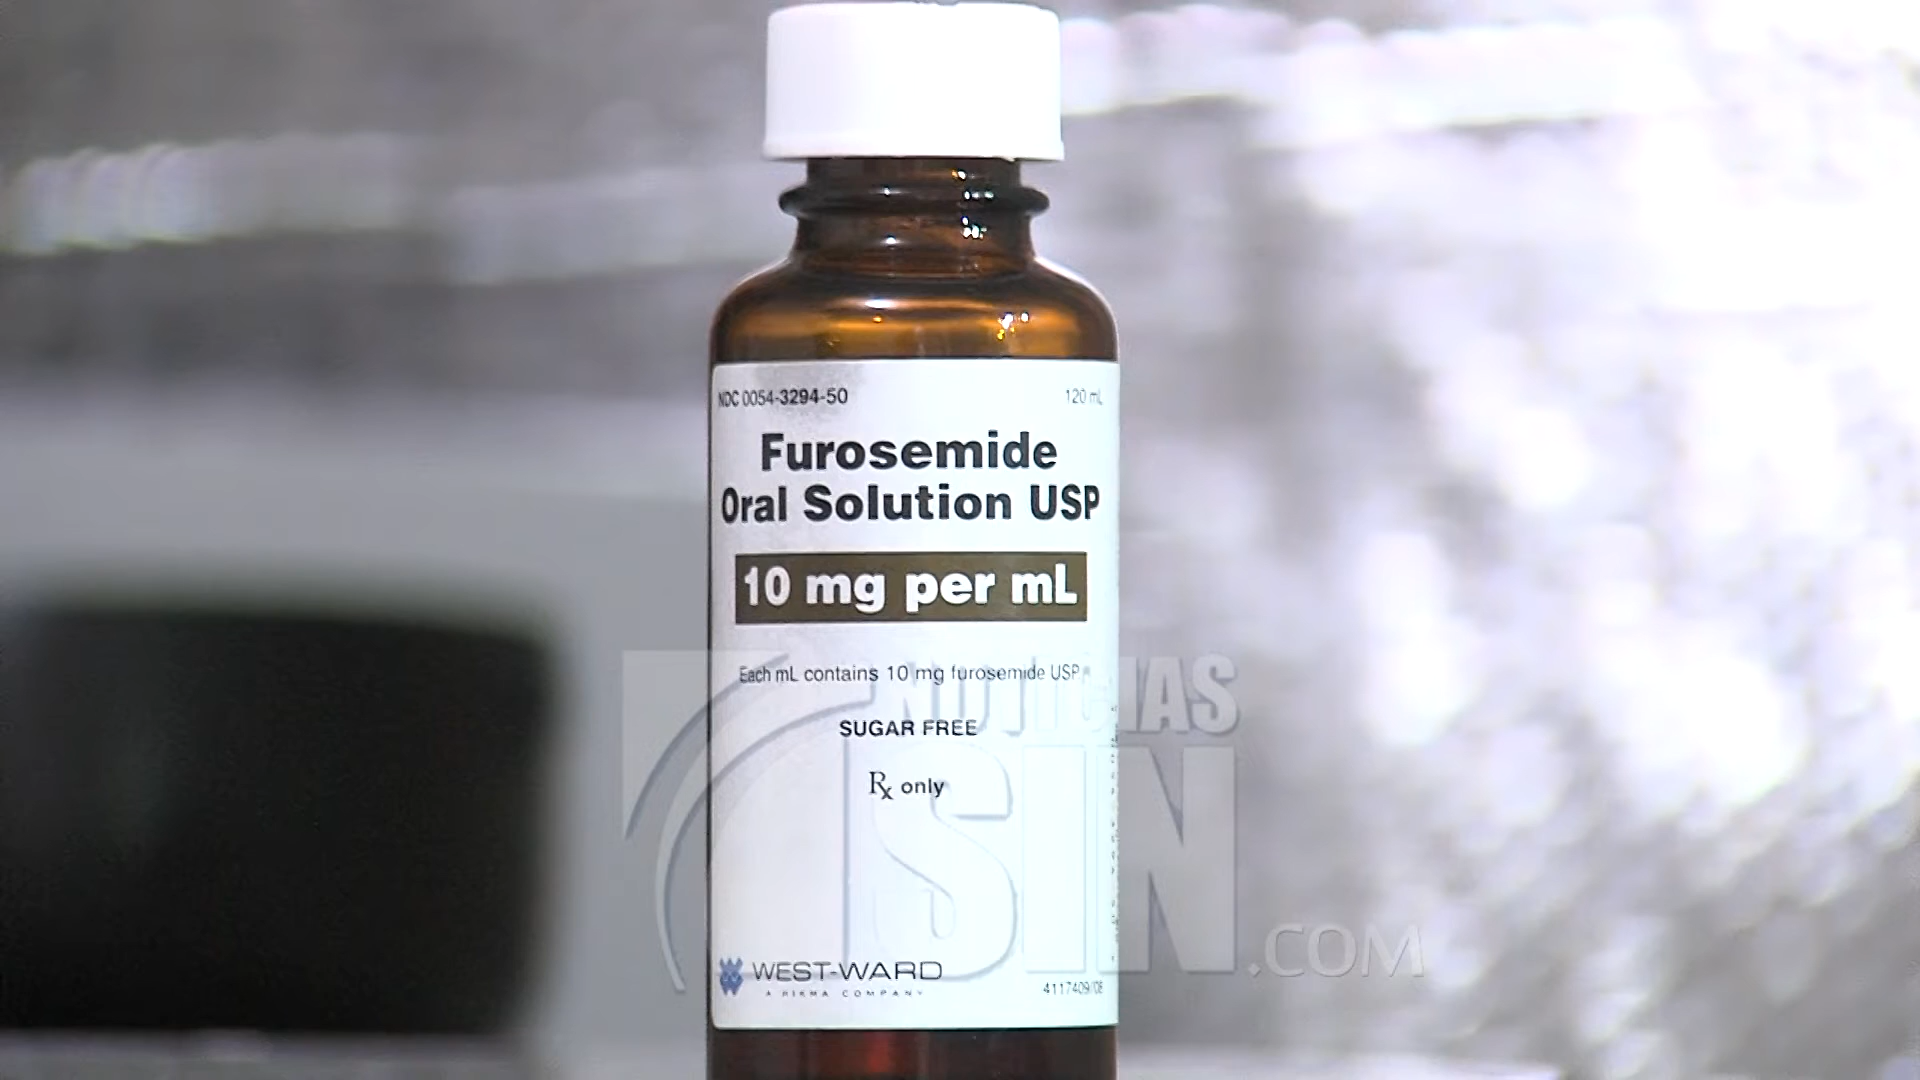 NDC 0054-3294-50
120 mL
Furosemide
Oral Solution USP
10 mg per mL
Each mL contains 10 mg furosemide USP
SUGAR FREE
Rx only
WEST-WARD
A HIKMA COMPANY
4117409/08
NOTICIAS
SIN
.COM